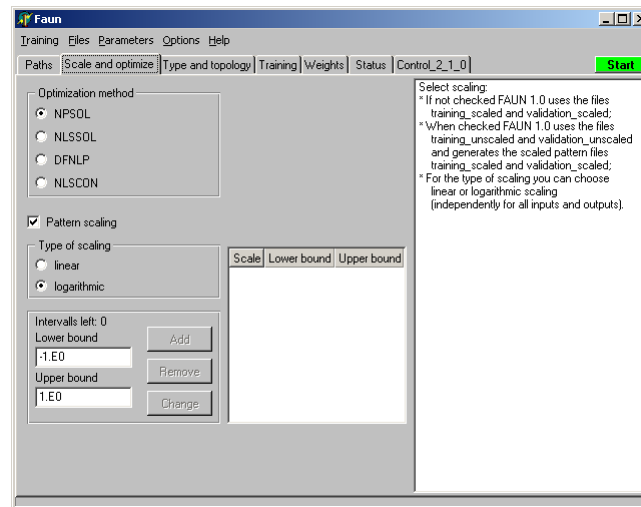 Faun
Training Files Parameters Options Help
Paths Scale and optimize Type and topology Training Weights Status Control_2_1_0 Start
Optimization method
NPSOL
NLSSOL
DFNLP
NLSCON
Pattern scaling
Type of scaling
linear
logarithmic
Intervalls left: 0
Lower bound
-1.E0
Upper bound
1.E0
Add
Remove
Change
Scale Lower bound Upper bound
Select scaling:
* If not checked FAUN 1.0 uses the files
training_scaled and validation_scaled;
* When checked FAUN 1.0 uses the files
training_unscaled and validation_unscaled
and generates the scaled pattern files
training_scaled and validation_scaled;
* For the type of scaling you can choose
linear or logarithmic scaling
(independently for all inputs and outputs).